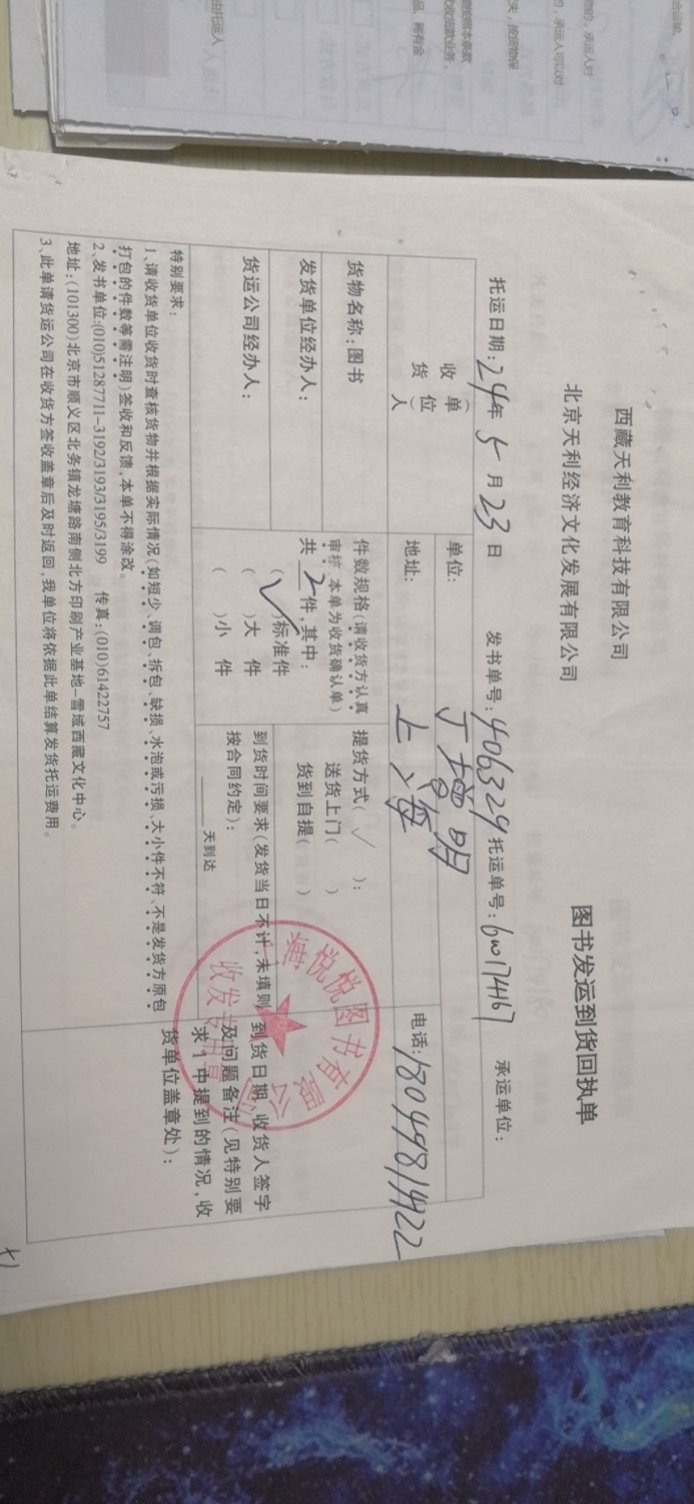 西藏天利教育科技有限公司
北京天利经济文化发展有限公司
图书发运到货回执单
托运日期:24年5月23日 发书单号:406329 托运单号: 承运单位:
收货人
(单位)
单位: 丁增明
地址: 上海
电话:
货物名称:图书
件数规格(请收货方认真
审核,本单为收货确认单)
共 2 件,其中:
(√)标准件
( )大 件
( )小 件
提货方式(√):
送货上门( )
货到自提( )
发货单位经办人:
货运公司经办人:
到货时间要求(发货当日不计,未填则
按合同约定):
天到达
到货日期、收货人签字
及问题备注(见特别要
求1中提到的情况,收
货单位盖章处):
海悦悦图书有限公司
收发专用章
特别要求:
1、请收货单位收货时查核货物并根据实际情况(如短少、调包、拆包、缺损、水泡或污损、大小件不符、不是发货方原包
打包的件数等需注明)签收和反馈,本单不得涂改。
2、发书单位:(010)51287711-3192/3193/3195/3199 传真:(010)61422757
地址:(101300)北京市顺义区北务镇龙塘路南侧北方印刷产业基地-雪域西藏文化中心。
3、此单请货运公司在收货方签收盖章后及时返回,我单位将依据此单结算发货托运费用。